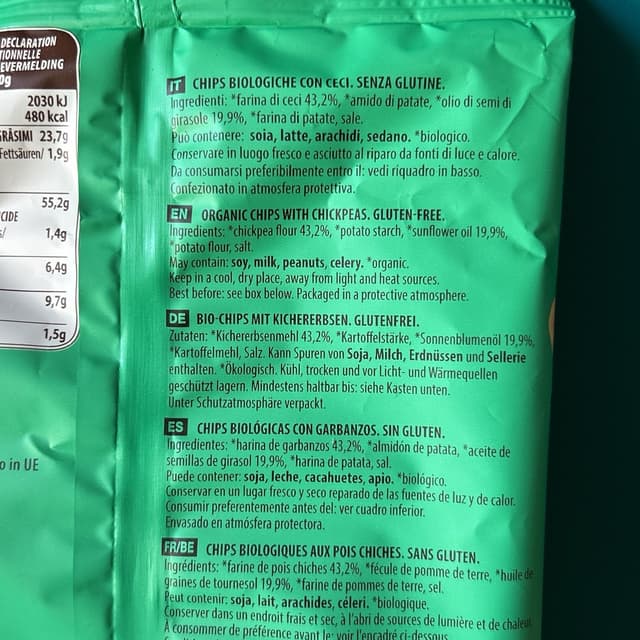 DECLARATION
TIONNELLE
EVERMELDING
0g
2030 kJ
480 kcal
GRÀSIMI 23,7g
Fettsäuren/ 1,9g
55,2g
CIDE
s/ 1,4g
6,4g
9,7g
1,5g
o in UE
IT CHIPS BIOLOGICHE CON CECI. SENZA GLUTINE.
Ingredienti: *farina di ceci 43,2%, *amido di patate, *olio di semi di
girasole 19,9%, *farina di patate, sale.
Può contenere: soia, latte, arachidi, sedano. *biologico.
Conservare in luogo fresco e asciutto al riparo da fonti di luce e calore.
Da consumarsi preferibilmente entro il: vedi riquadro in basso.
Confezionato in atmosfera protettiva.
EN ORGANIC CHIPS WITH CHICKPEAS. GLUTEN-FREE.
Ingredients: *chickpea flour 43,2%, *potato starch, *sunflower oil 19,9%,
*potato flour, salt.
May contain: soy, milk, peanuts, celery. *organic.
Keep in a cool, dry place, away from light and heat sources.
Best before: see box below. Packaged in a protective atmosphere.
DE BIO-CHIPS MIT KICHERERBSEN. GLUTENFREI.
Zutaten: *Kichererbsenmehl 43,2%, *Kartoffelstärke, *Sonnenblumenöl 19,9%,
*Kartoffelmehl, Salz. Kann Spuren von Soja, Milch, Erdnüssen und Sellerie
enthalten. *Ökologisch. Kühl, trocken und vor Licht- und Wärmequellen
geschützt lagern. Mindestens haltbar bis: siehe Kasten unten.
Unter Schutzatmosphäre verpackt.
ES CHIPS BIOLÓGICAS CON GARBANZOS. SIN GLUTEN.
Ingredientes: *harina de garbanzos 43,2%, *almidón de patata, *aceite de
semillas de girasol 19,9%, *harina de patata, sal.
Puede contener: soja, leche, cacahuetes, apio. *biológico.
Conservar en un lugar fresco y seco reparado de las fuentes de luz y de calor.
Consumir preferentemente antes del: ver cuadro inferior.
Envasado en atmósfera protectora.
FR/BE CHIPS BIOLOGIQUES AUX POIS CHICHES. SANS GLUTEN.
Ingrédients: *farine de pois chiches 43,2%, *fécule de pomme de terre, *huile de
graines de tournesol 19,9%, *farine de pommes de terre, sel.
Peut contenir: soja, lait, arachides, céleri. *biologique.
Conserver dans un endroit frais et sec, à l'abri de sources de lumière et de chaleur
À consommer de préférence avant le: voir l'encadré ci-dessous